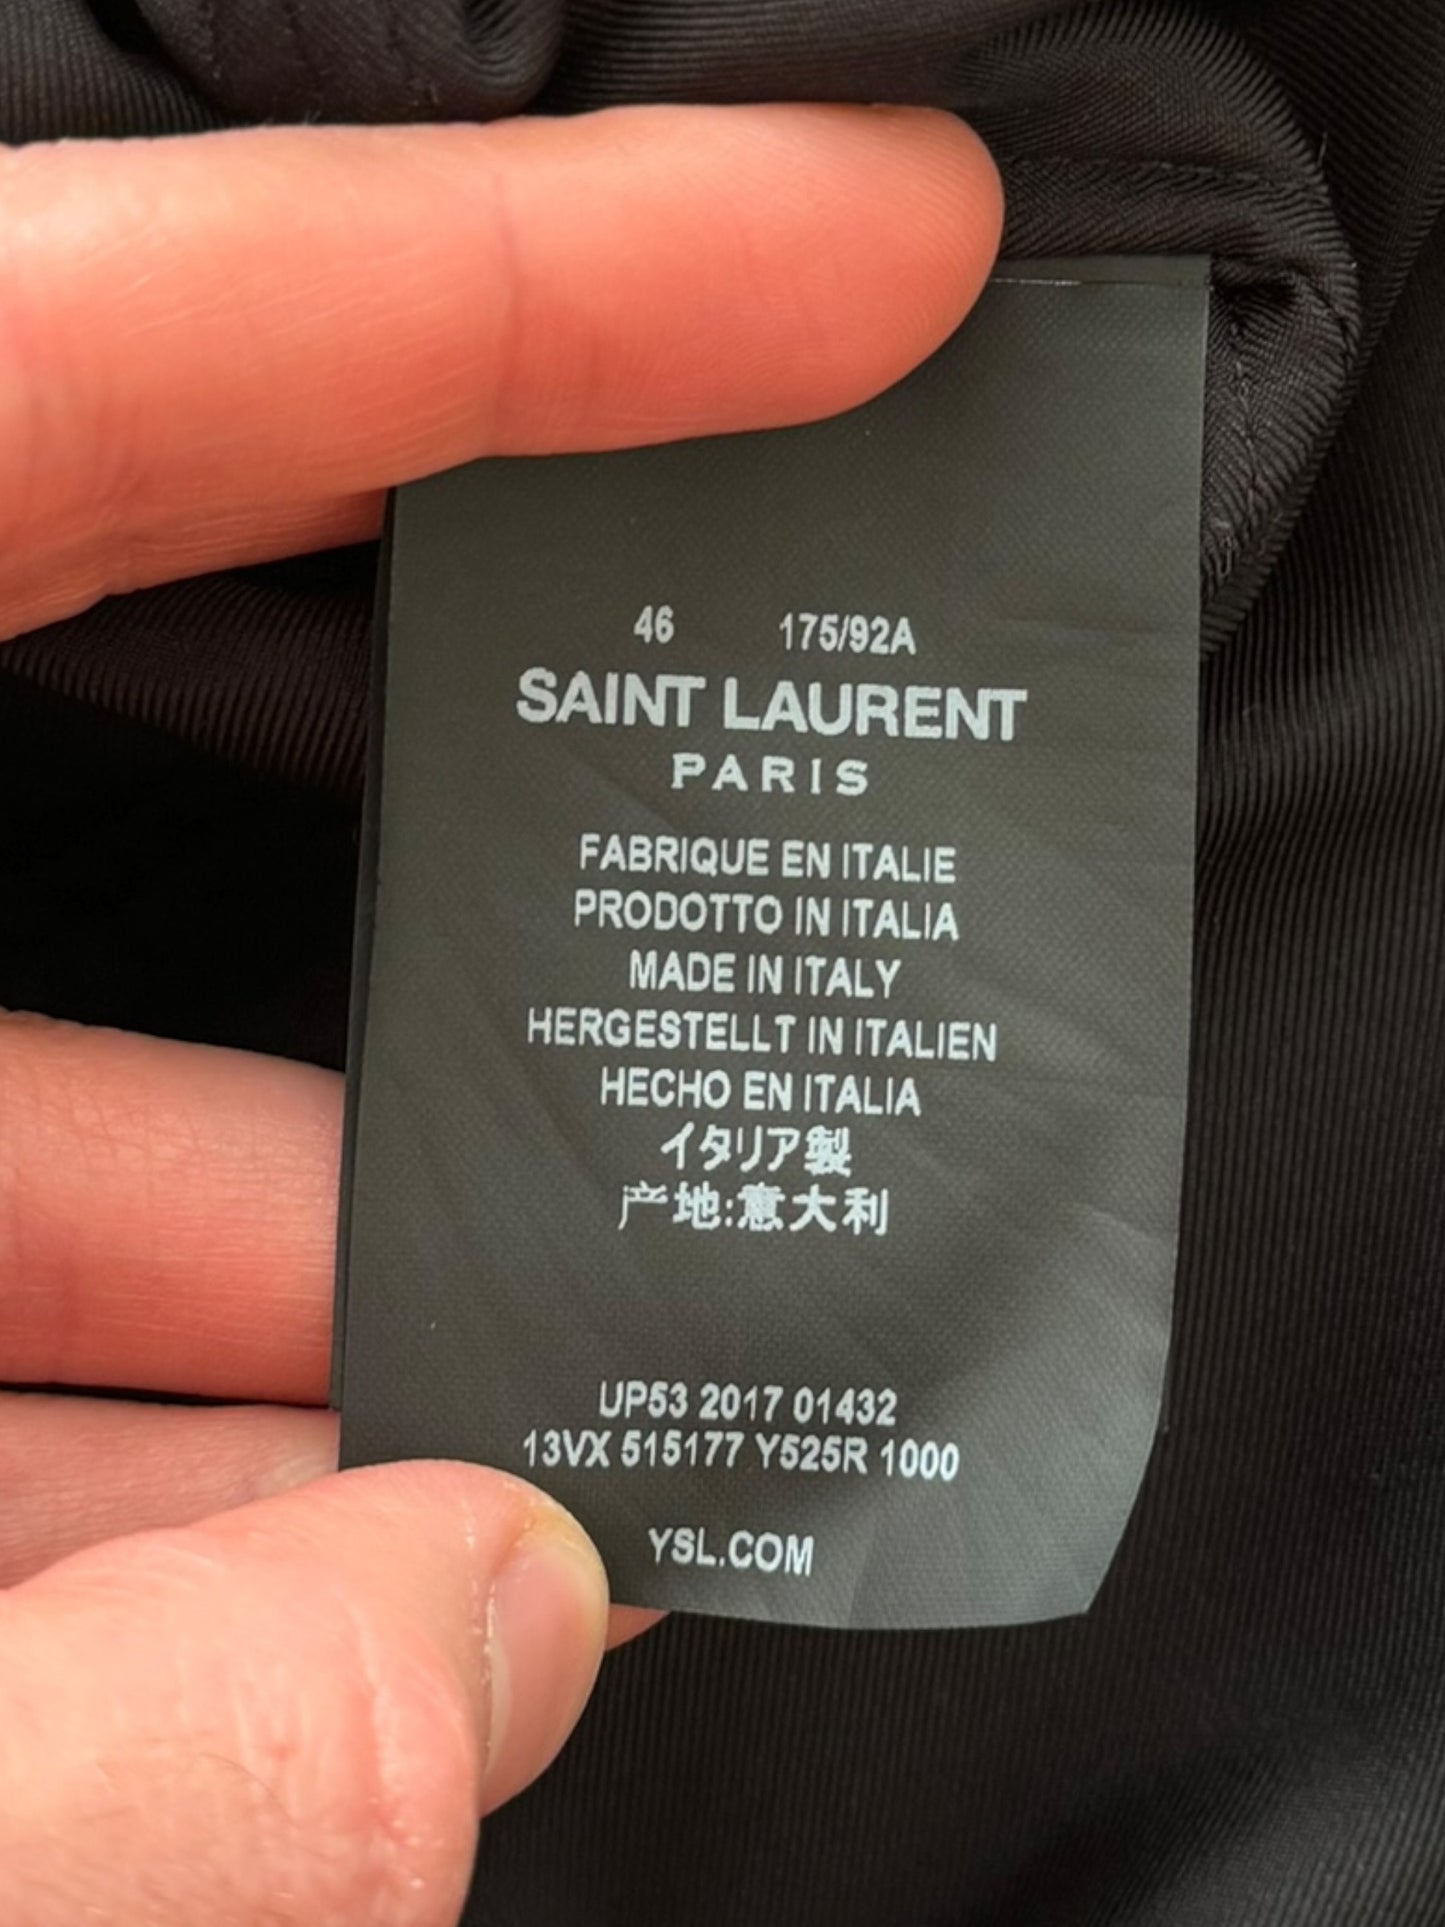 46 175/92A
SAINT LAURENT
PARIS
FABRIQUE EN ITALIE
PRODOTTO IN ITALIA
MADE IN ITALY
HERGESTELLT IN ITALIEN
HECHO EN ITALIA
イタリア製
产地:意大利
UP53 2017 01432
13VX 515177 Y525R 1000
YSL.COM